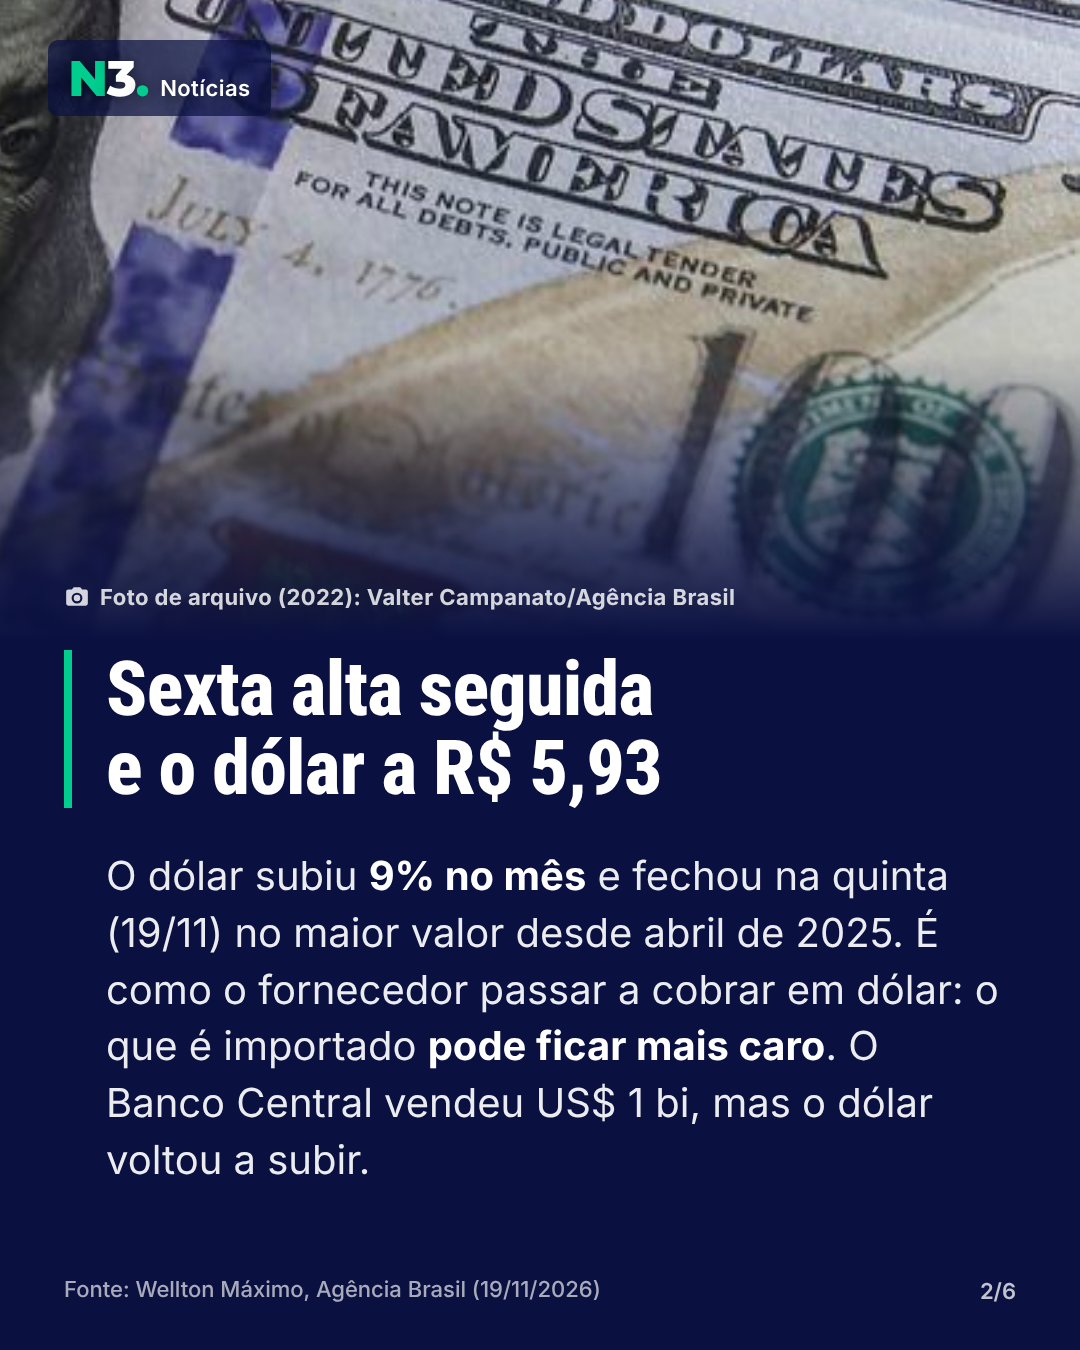 N3. Notícias
DOLLARS
THE
UNITED STATES
OF AMERICA
THIS NOTE IS LEGAL TENDER
FOR ALL DEBTS, PUBLIC AND PRIVATE
JULY 4, 1776.
100
Foto de arquivo (2022): Valter Campanato/Agência Brasil
Sexta alta seguida
e o dólar a R$ 5,93
O dólar subiu 9% no mês e fechou na quinta
(19/11) no maior valor desde abril de 2025. É
como o fornecedor passar a cobrar em dólar: o
que é importado pode ficar mais caro. O
Banco Central vendeu US$ 1 bi, mas o dólar
voltou a subir.
Fonte: Wellton Máximo, Agência Brasil (19/11/2026)
2/6